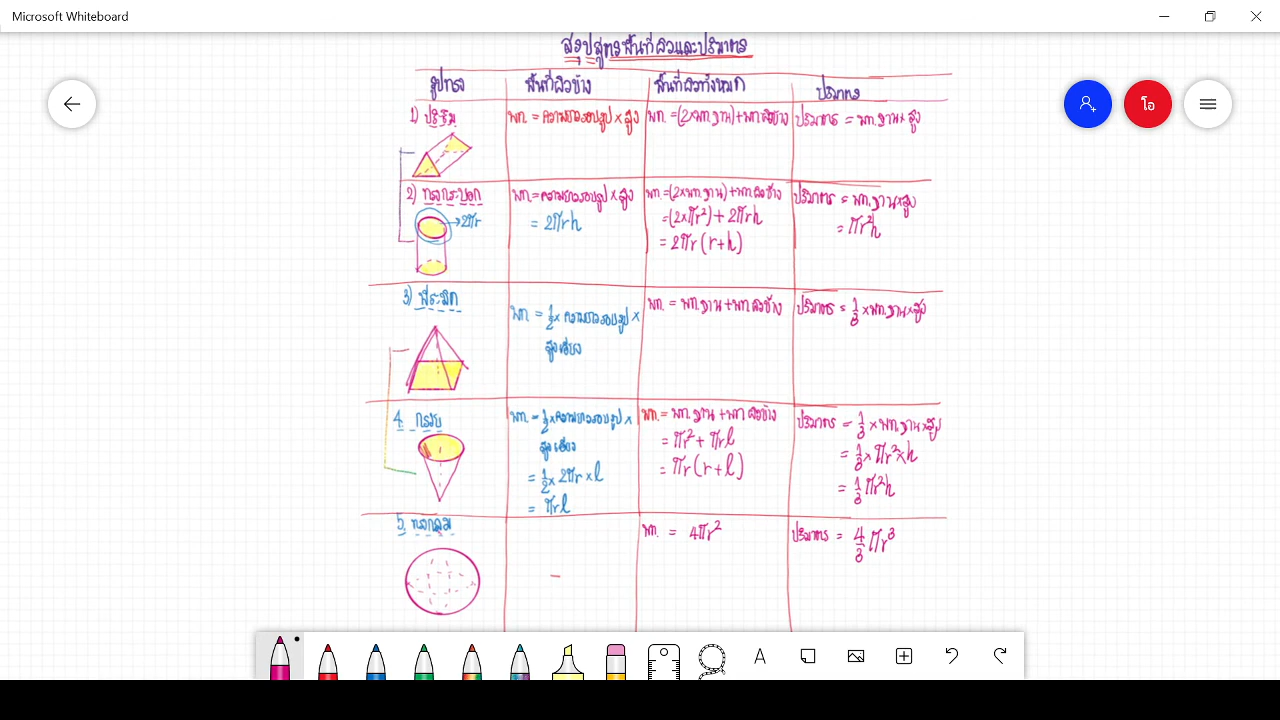 Microsoft Whiteboard
สรุปสูตรพื้นที่ผิวและปริมาตร
รูปทรง พื้นที่ผิวข้าง พื้นที่ผิวทั้งหมด ปริมาตร
1) ปริซึม พท. = ความยาวรอบรูป × สูง พท. = (2×พท.ฐาน)+พท.ผิวข้าง ปริมาตร = พท.ฐาน × สูง
2) ทรงกระบอก พท. = ความยาวรอบรูป × สูง พท. = (2×พท.ฐาน)+พท.ผิวข้าง ปริมาตร = พท.ฐาน×สูง
→2πr = 2πrh = (2×πr²) + 2πrh = πr²h
= 2πr(r+h)
3) พีระมิด พท. = ½ × ความยาวรอบรูป × พท. = พท.ฐาน+พท.ผิวข้าง ปริมาตร = ⅓ × พท.ฐาน × สูง
สูงเอียง
4. กรวย พท. = ½ × ความยาวรอบรูป × พท. = พท.ฐาน + พท.ผิวข้าง ปริมาตร = ⅓ × พท.ฐาน × สูง
สูงเอียง = πr² + πrl = ⅓ × πr² × h
= ½ × 2πr × l = πr(r+l) = ⅓πr²h
= πrl
5. ทรงกลม - พท. = 4πr² ปริมาตร = 4/3 πr³
โอ
A